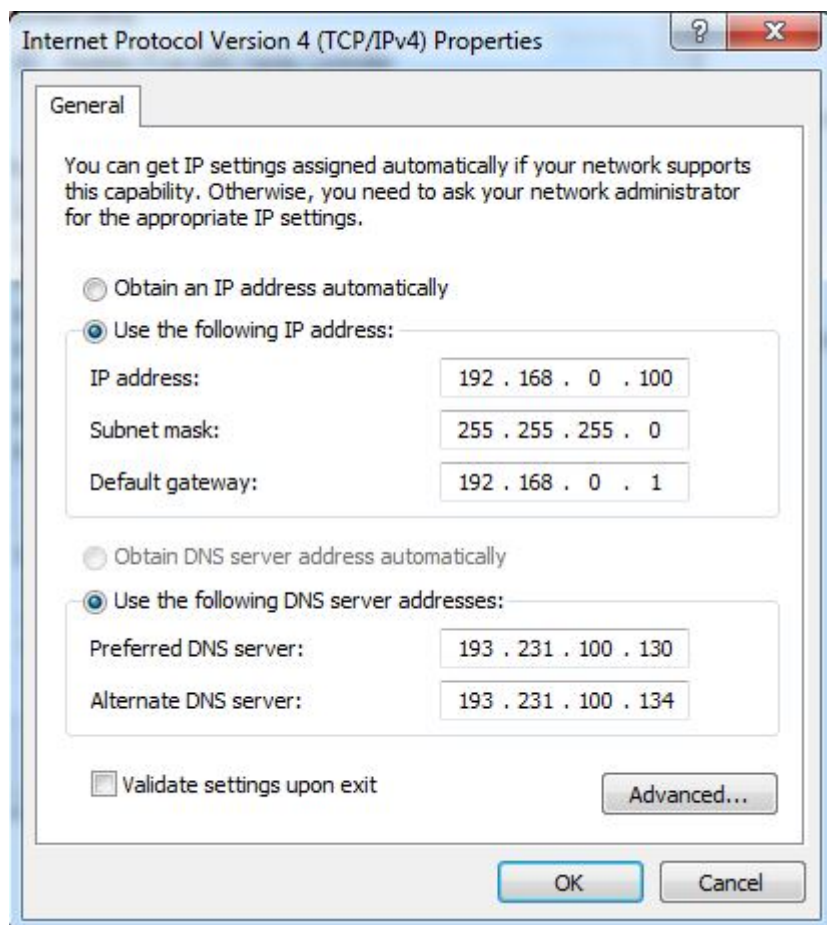 Internet Protocol Version 4 (TCP/IPv4) Properties
General
You can get IP settings assigned automatically if your network supports
this capability. Otherwise, you need to ask your network administrator
for the appropriate IP settings.
Obtain an IP address automatically
Use the following IP address:
IP address: 192 . 168 . 0 . 100
Subnet mask: 255 . 255 . 255 . 0
Default gateway: 192 . 168 . 0 . 1
Obtain DNS server address automatically
Use the following DNS server addresses:
Preferred DNS server: 193 . 231 . 100 . 130
Alternate DNS server: 193 . 231 . 100 . 134
Validate settings upon exit
Advanced...
OK Cancel